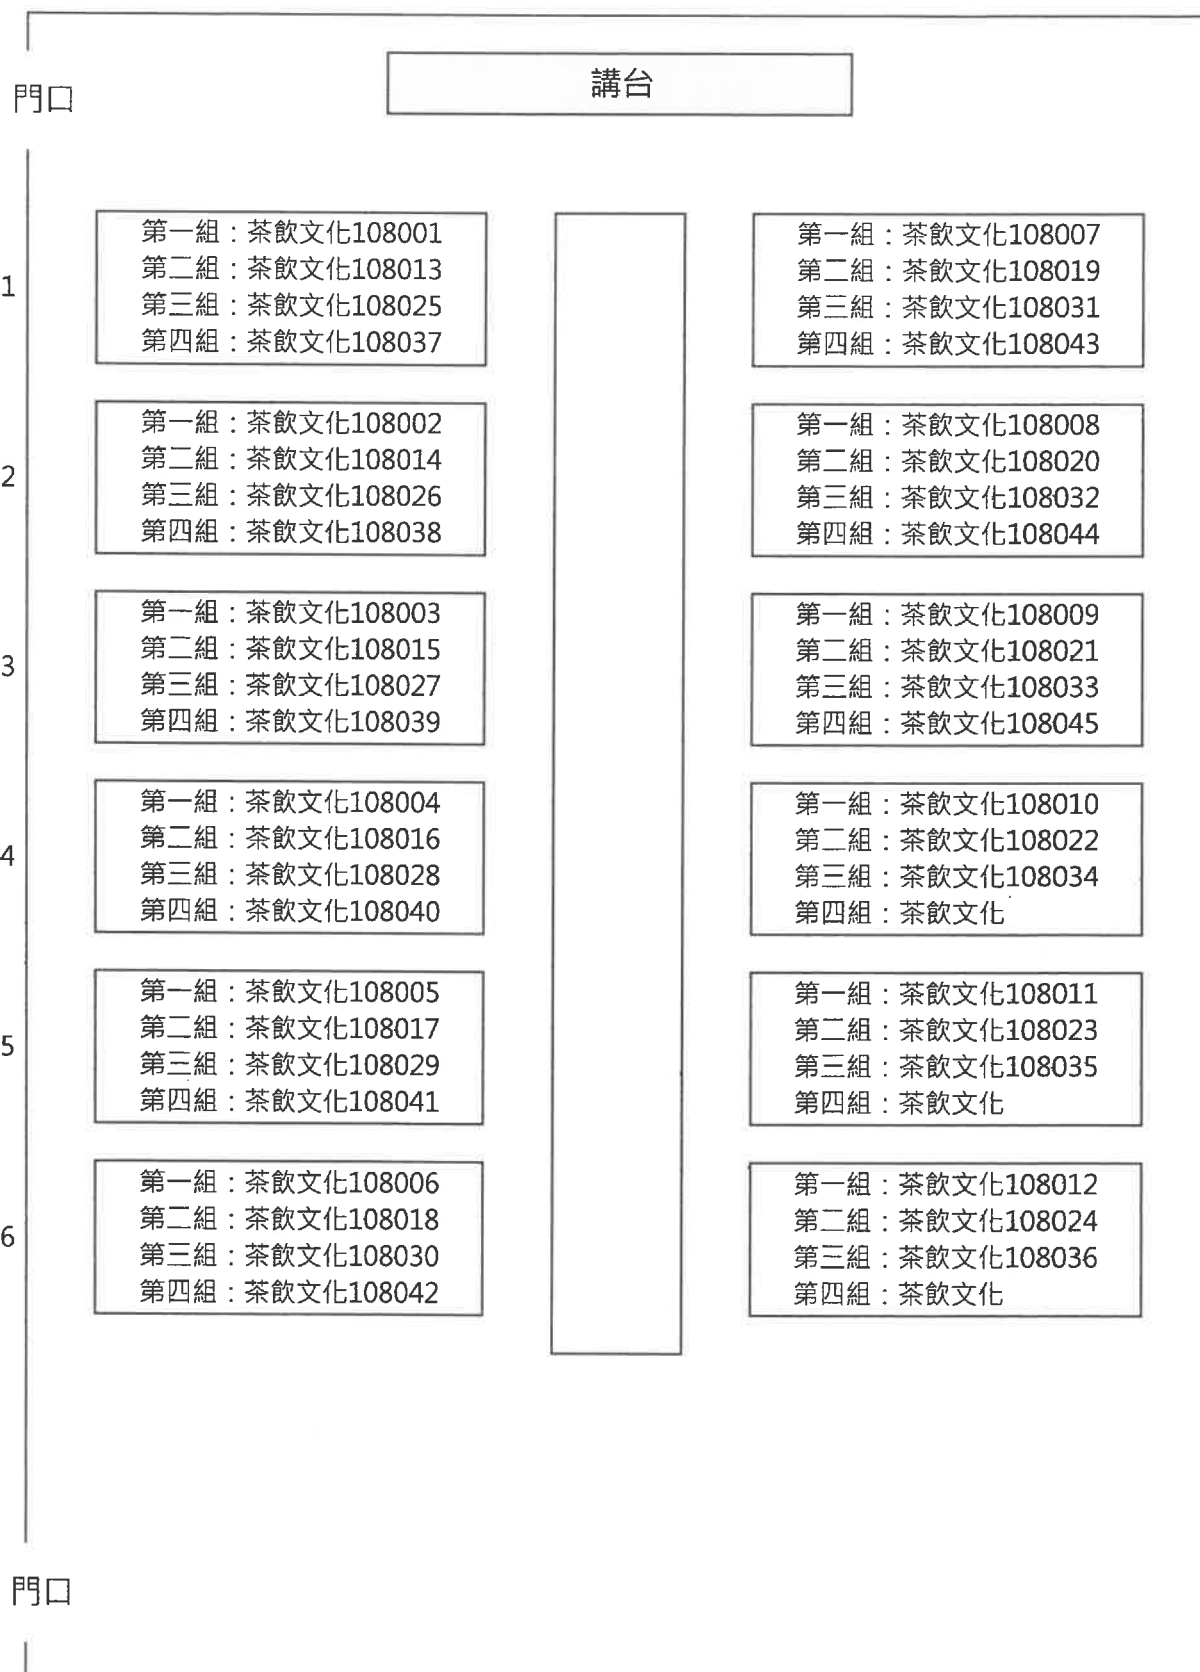 門口
講台
1
第一組：茶飲文化108001
第二組：茶飲文化108013
第三組：茶飲文化108025
第四組：茶飲文化108037
第一組：茶飲文化108007
第二組：茶飲文化108019
第三組：茶飲文化108031
第四組：茶飲文化108043
2
第一組：茶飲文化108002
第二組：茶飲文化108014
第三組：茶飲文化108026
第四組：茶飲文化108038
第一組：茶飲文化108008
第二組：茶飲文化108020
第三組：茶飲文化108032
第四組：茶飲文化108044
3
第一組：茶飲文化108003
第二組：茶飲文化108015
第三組：茶飲文化108027
第四組：茶飲文化108039
第一組：茶飲文化108009
第二組：茶飲文化108021
第三組：茶飲文化108033
第四組：茶飲文化108045
4
第一組：茶飲文化108004
第二組：茶飲文化108016
第三組：茶飲文化108028
第四組：茶飲文化108040
第一組：茶飲文化108010
第二組：茶飲文化108022
第三組：茶飲文化108034
第四組：茶飲文化
5
第一組：茶飲文化108005
第二組：茶飲文化108017
第三組：茶飲文化108029
第四組：茶飲文化108041
第一組：茶飲文化108011
第二組：茶飲文化108023
第三組：茶飲文化108035
第四組：茶飲文化
6
第一組：茶飲文化108006
第二組：茶飲文化108018
第三組：茶飲文化108030
第四組：茶飲文化108042
第一組：茶飲文化108012
第二組：茶飲文化108024
第三組：茶飲文化108036
第四組：茶飲文化
門口